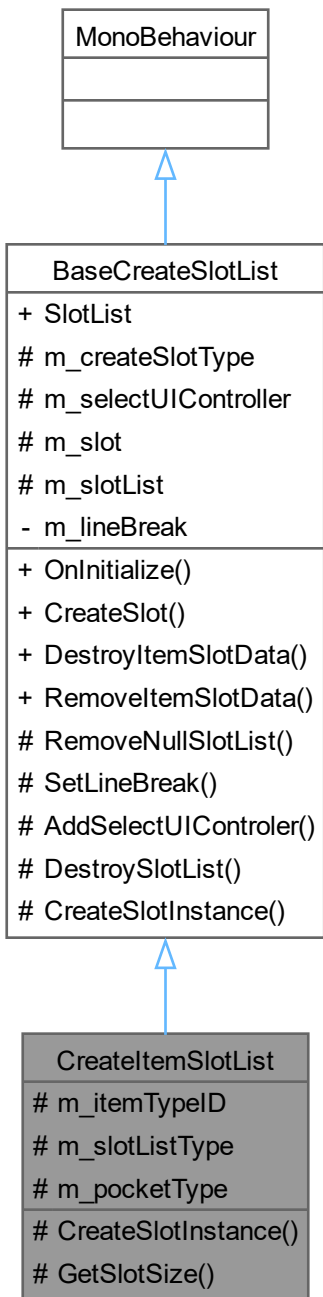 MonoBehaviour
BaseCreateSlotList
+ SlotList
# m_createSlotType
# m_selectUIController
# m_slot
# m_slotList
- m_lineBreak
+ OnInitialize()
+ CreateSlot()
+ DestroyItemSlotData()
+ RemoveItemSlotData()
# RemoveNullSlotList()
# SetLineBreak()
# AddSelectUIControler()
# DestroySlotList()
# CreateSlotInstance()
CreateItemSlotList
# m_itemTypeID
# m_slotListType
# m_pocketType
# CreateSlotInstance()
# GetSlotSize()